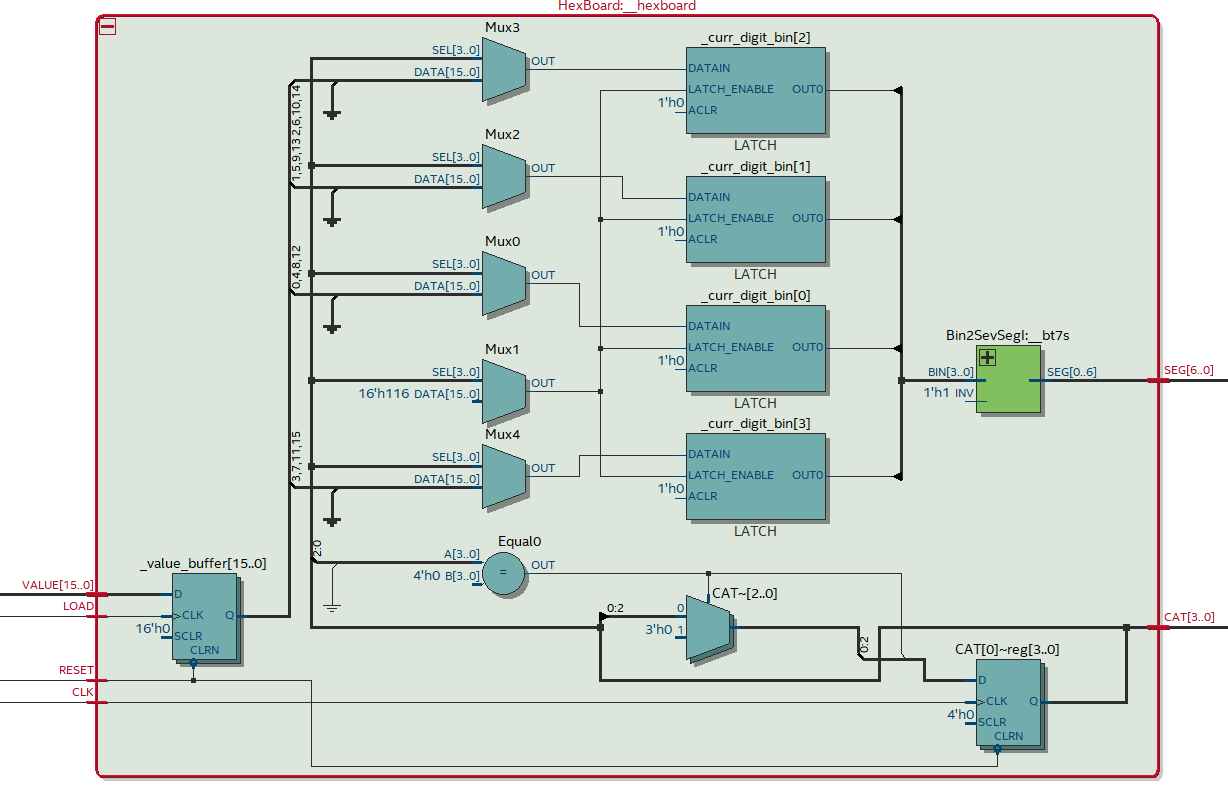 HexBoard:__hexboard
Mux3
SEL[3..0]
DATA[15..0]
OUT
_curr_digit_bin[2]
DATAIN
LATCH_ENABLE
OUT0
1'h0
ACLR
LATCH
2,6,10,14
Mux2
SEL[3..0]
DATA[15..0]
OUT
_curr_digit_bin[1]
DATAIN
LATCH_ENABLE
OUT0
1'h0
ACLR
LATCH
1,5,9,13
Mux0
SEL[3..0]
DATA[15..0]
OUT
_curr_digit_bin[0]
DATAIN
LATCH_ENABLE
OUT0
1'h0
ACLR
LATCH
0,4,8,12
Mux1
SEL[3..0]
16'h116 DATA[15..0]
OUT
Bin2SevSegI:__bt7s
BIN[3..0]
SEG[0..6]
1'h1 INV
SEG[6..0]
Mux4
SEL[3..0]
DATA[15..0]
OUT
_curr_digit_bin[3]
DATAIN
LATCH_ENABLE
OUT0
1'h0
ACLR
LATCH
3,7,11,15
2:0
Equal0
A[3..0]
4'h0 B[3..0]
=
OUT
_value_buffer[15..0]
VALUE[15..0]
D
LOAD
CLK
Q
16'h0
SCLR
CLRN
RESET
CLK
CAT~[2..0]
0:2
0
3'h0 1
0:2
CAT[3..0]
CAT[0]~reg[3..0]
D
CLK
Q
4'h0
SCLR
CLRN